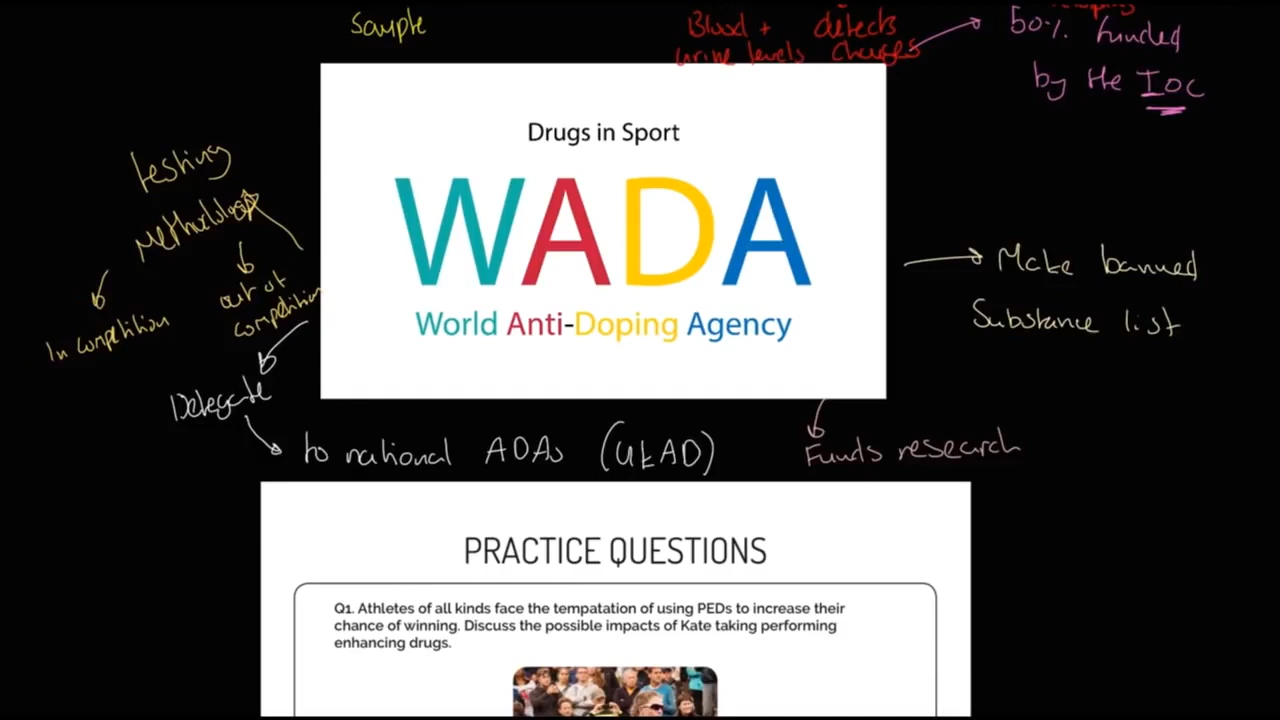 Sample
Blood + detects
urine levels changes
50% funded
by the IOC
Drugs in Sport
WADA
World Anti-Doping Agency
testing
Methodology
In competition
out of
competition
Delegate
to national ADAs (UKAD)
Make banned
Substance list
Funds research
PRACTICE QUESTIONS
Q1. Athletes of all kinds face the tempatation of using PEDs to increase their
chance of winning. Discuss the possible impacts of Kate taking performing
enhancing drugs.